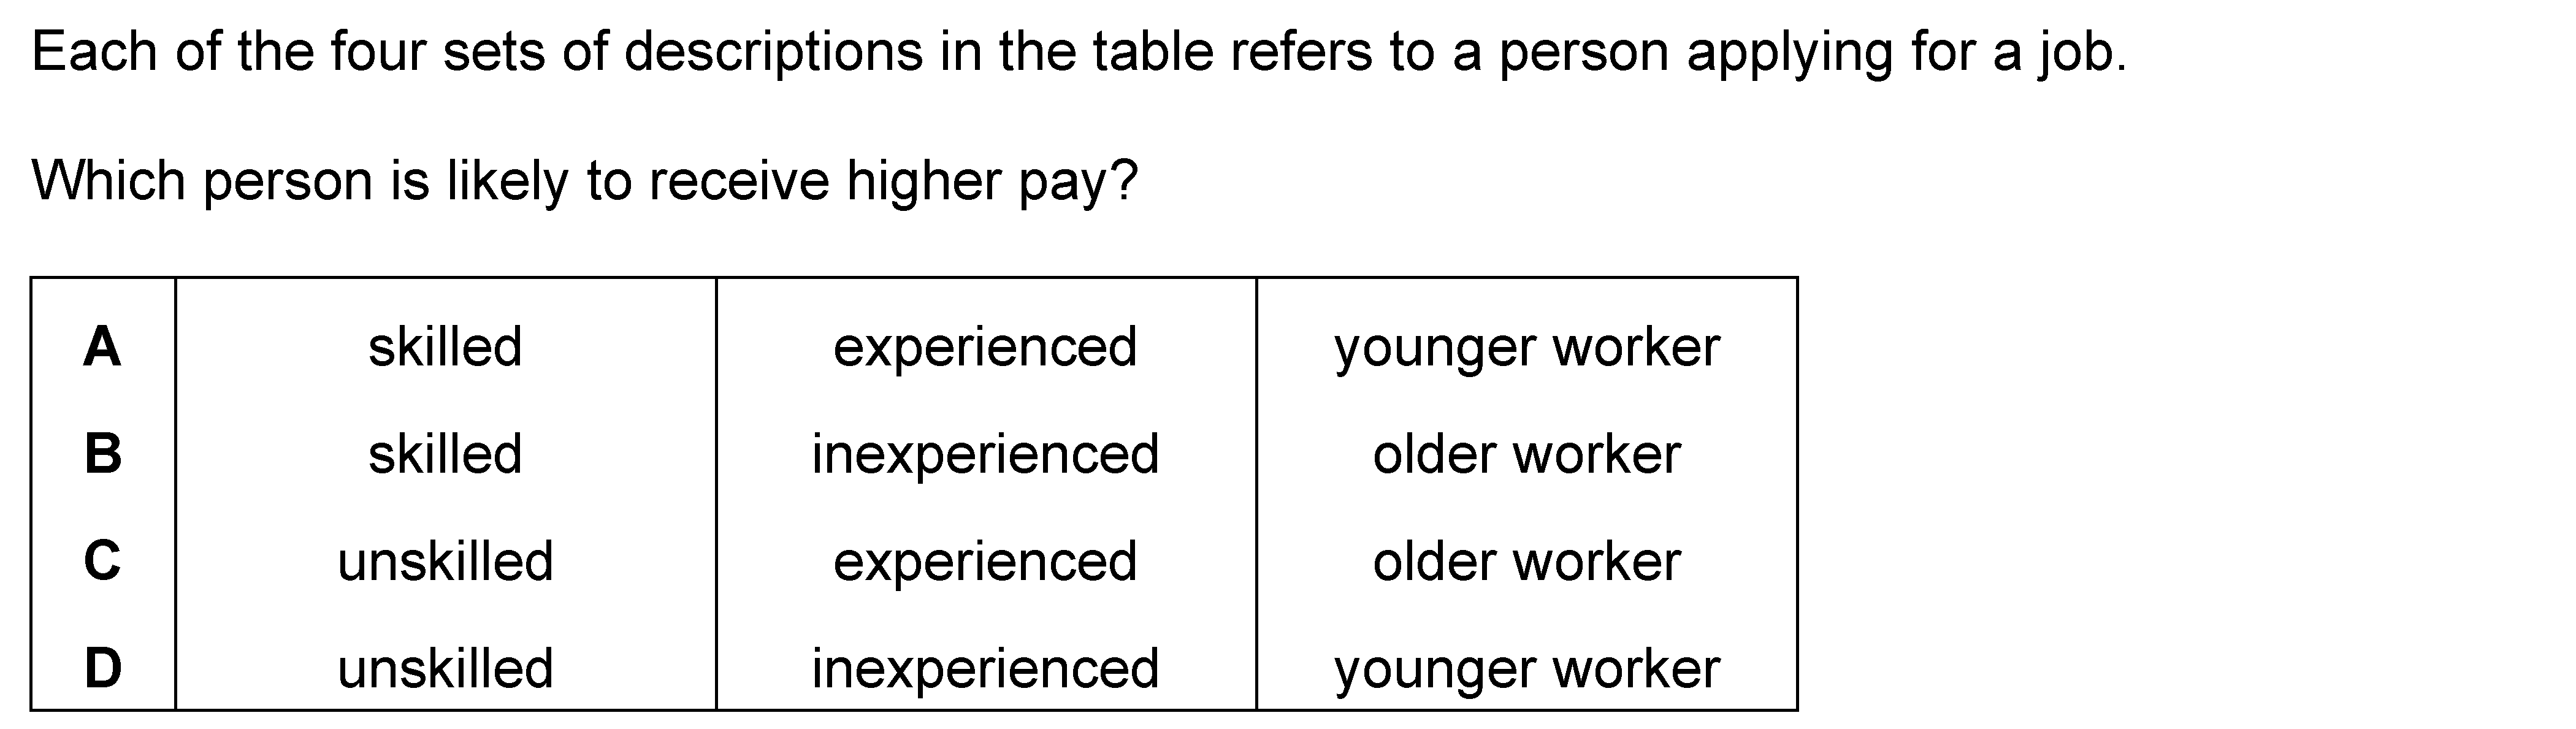 Each of the four sets of descriptions in the table refers to a person applying for a job.
Which person is likely to receive higher pay?
A skilled experienced younger worker
B skilled inexperienced older worker
C unskilled experienced older worker
D unskilled inexperienced younger worker